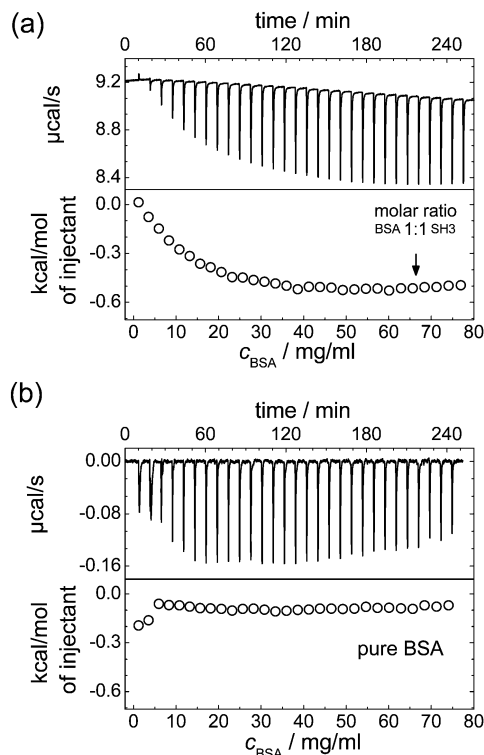 (a)
time / min
0 60 120 180 240
9.2
8.8
8.4
µcal/s
0.0
-0.3
-0.6
kcal/mol
of injectant
molar ratio
BSA 1:1 SH3
0 10 20 30 40 50 60 70 80
cBSA / mg/ml
(b)
time / min
0 60 120 180 240
0.00
-0.08
-0.16
µcal/s
0.0
-0.3
-0.6
kcal/mol
of injectant
pure BSA
0 10 20 30 40 50 60 70 80
cBSA / mg/ml